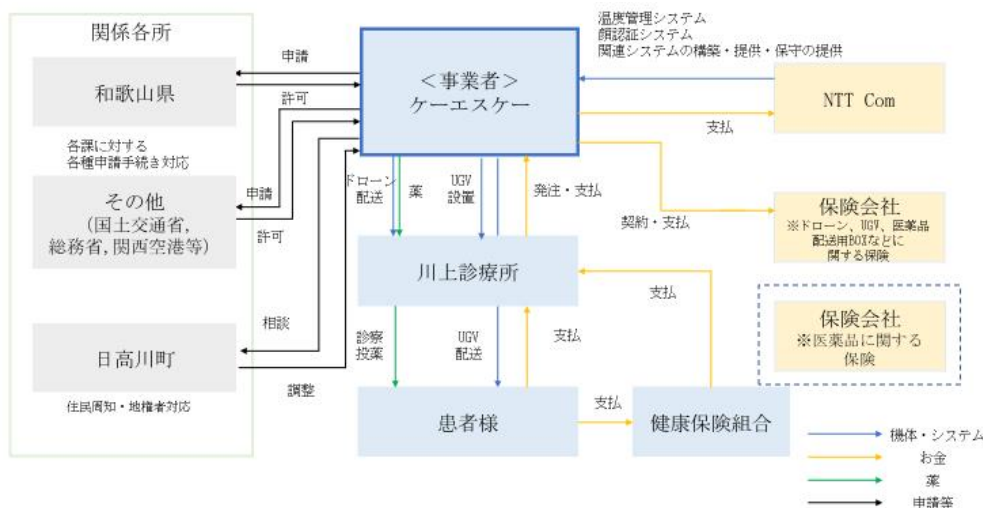 関係各所
和歌山県
各課に対する
各種申請手続き対応
その他
(国土交通省,
総務省,関西空港等)
日高川町
住民周知・地権者対応
申請
許可
申請
許可
相談
調整
<事業者>
ケーエスケー
ドローン
配送
薬
UGV
設置
発注・支払
川上診療所
診察
投薬
UGV
配送
支払
患者様
支払
健康保険組合
支払
温度管理システム
顔認証システム
関連システムの構築・提供・保守の提供
NTT Com
支払
契約・支払
保険会社
※ドローン、UGV、医薬品
配送用BOXなどに
関する保険
保険会社
※医薬品に関する
保険
機体・システム
お金
薬
申請等